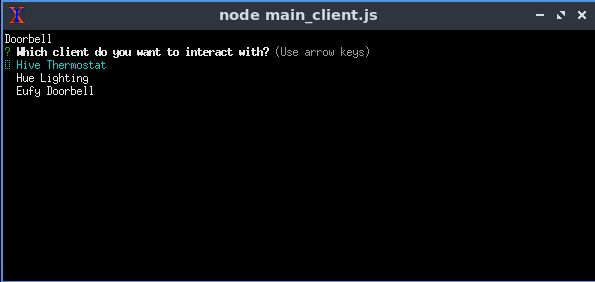 node main_client.js
Doorbell
? Which client do you want to interact with? (Use arrow keys)
Hive Thermostat
Hue Lighting
Eufy Doorbell